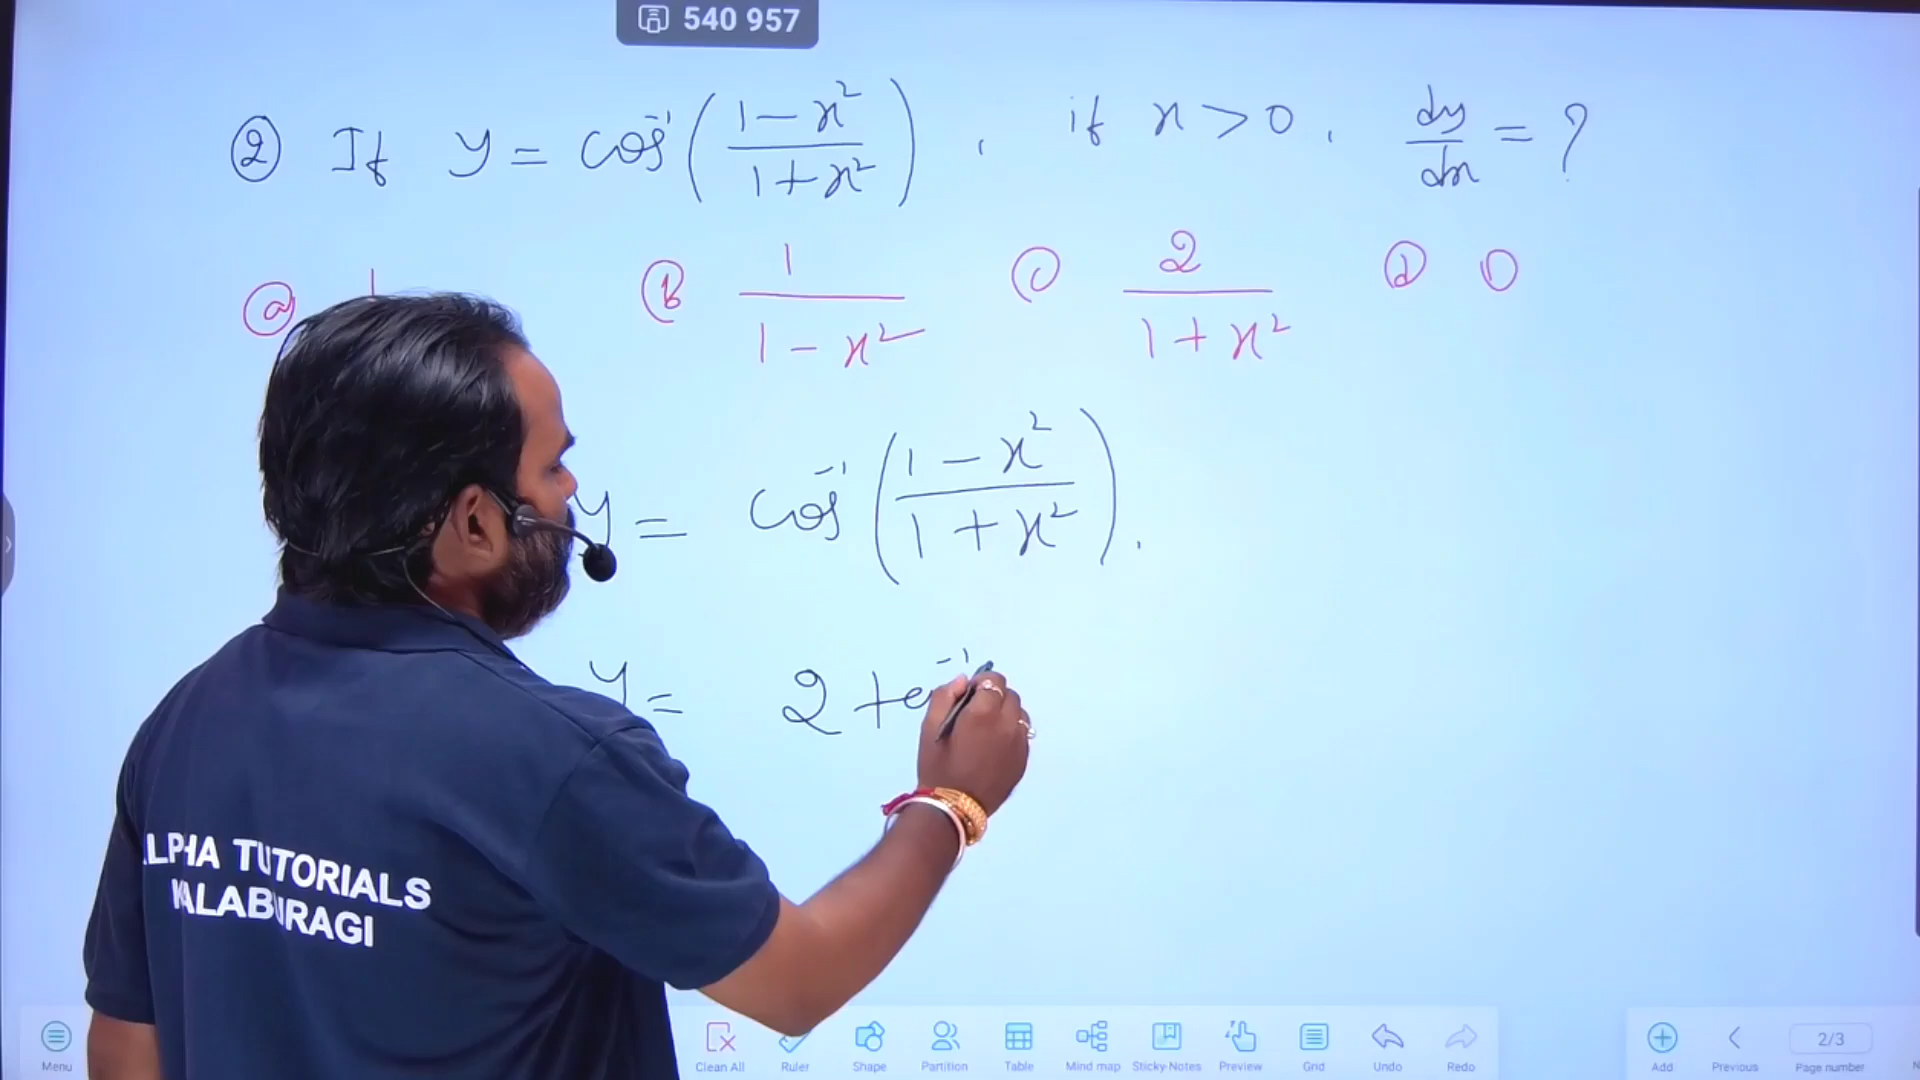 540 957
② If y = cos⁻¹((1-x²)/(1+x²)), if x > 0, dy/dx = ?
ⓐ ⓑ 1/(1-x²) ⓒ 2/(1+x²) ⓓ 0
y = cos⁻¹((1-x²)/(1+x²)).
y = 2 tan⁻¹
LPHA TUTORIALS
KALABURAGI
Menu Clean All Ruler Shape Partition Table Mind map Sticky Notes Preview Grid Undo Redo Add Previous 2/3 Page number